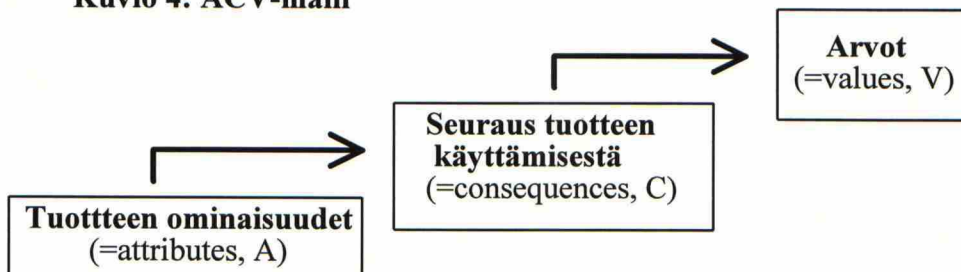 Kuvio 4: ACV-malli
Arvot
(=values, V)
Seuraus tuotteen
käyttämisestä
(=consequences, C)
Tuottteen ominaisuudet
(=attributes, A)